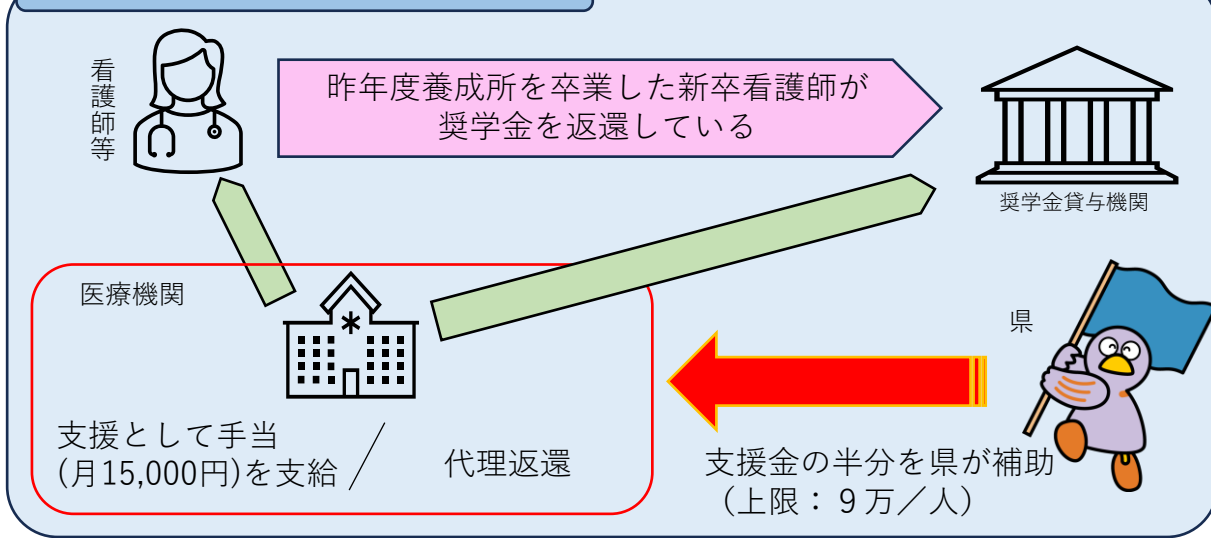 看護師等
昨年度養成所を卒業した新卒看護師が
奨学金を返還している
奨学金貸与機関
医療機関
県
支援として手当
(月15,000円)を支給
代理返還
支援金の半分を県が補助
(上限：９万／人)